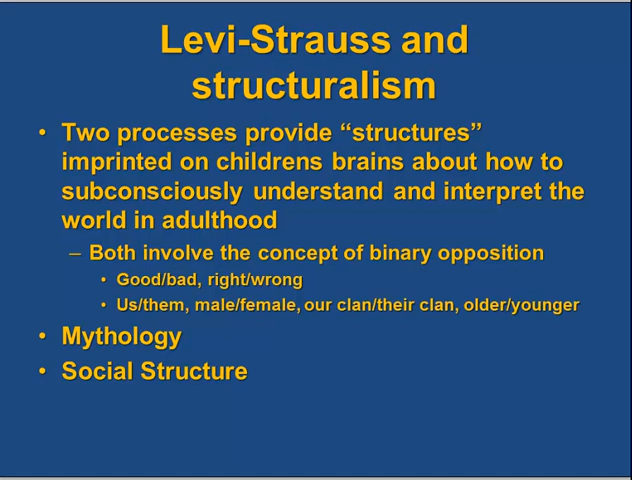 Levi-Strauss and
structuralism
• Two processes provide “structures”
imprinted on childrens brains about how to
subconsciously understand and interpret the
world in adulthood
– Both involve the concept of binary opposition
• Good/bad, right/wrong
• Us/them, male/female, our clan/their clan, older/younger
• Mythology
• Social Structure